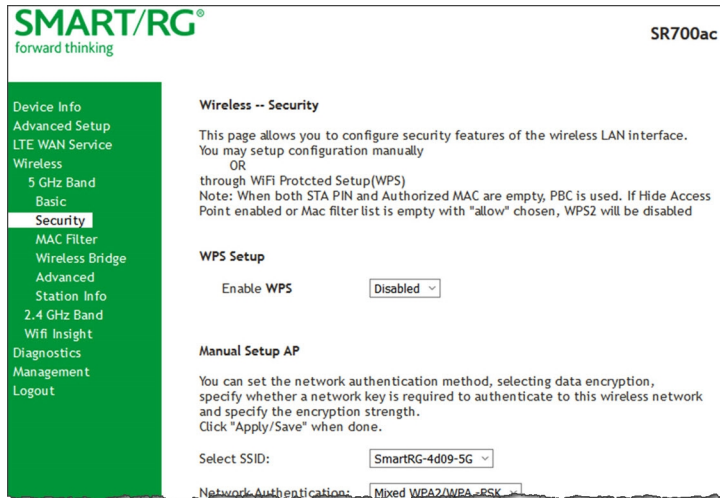 SMART/RG®
forward thinking
SR700ac
Device Info
Advanced Setup
LTE WAN Service
Wireless
5 GHz Band
Basic
Security
MAC Filter
Wireless Bridge
Advanced
Station Info
2.4 GHz Band
Wifi Insight
Diagnostics
Management
Logout
Wireless -- Security
This page allows you to configure security features of the wireless LAN interface.
You may setup configuration manually
OR
through WiFi Protcted Setup(WPS)
Note: When both STA PIN and Authorized MAC are empty, PBC is used. If Hide Access
Point enabled or Mac filter list is empty with "allow" chosen, WPS2 will be disabled
WPS Setup
Enable WPS Disabled
Manual Setup AP
You can set the network authentication method, selecting data encryption,
specify whether a network key is required to authenticate to this wireless network
and specify the encryption strength.
Click "Apply/Save" when done.
Select SSID: SmartRG-4d09-5G
Network Authentication: Mixed WPA2/WPA -PSK